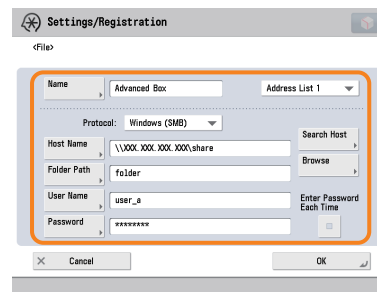 Settings/Registration
<File>
Name
Advanced Box
Address List 1
Protocol:
Windows (SMB)
Search Host
Host Name
\\XXX.XXX.XXX.XXX\share
Browse
Folder Path
folder
User Name
user_a
Enter Password
Each Time
Password
********
Cancel
OK